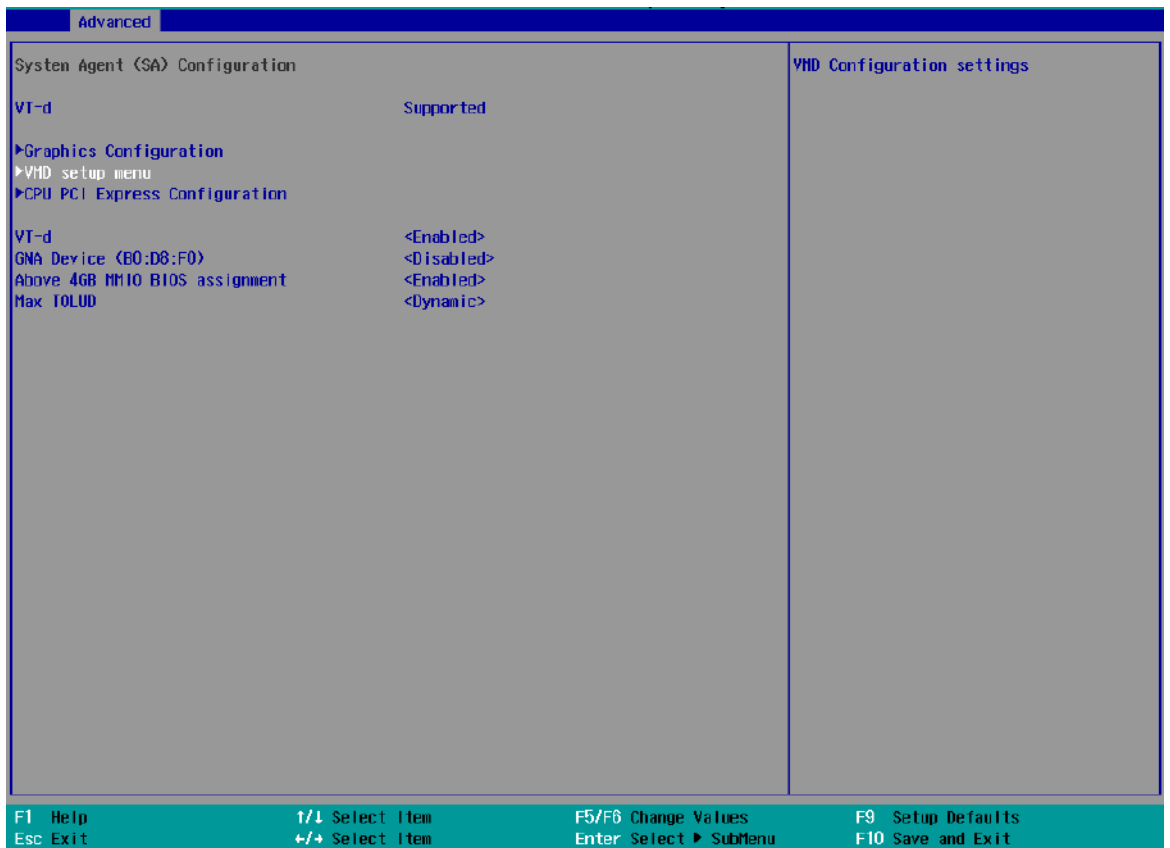 Advanced
System Agent (SA) Configuration
VMD Configuration settings
VT-d Supported
▶Graphics Configuration
▶VMD setup menu
▶CPU PCI Express Configuration
VT-d <Enabled>
GNA Device (B0:D8:F0) <Disabled>
Above 4GB MMIO BIOS assignment <Enabled>
Max TOLUD <Dynamic>
F1 Help ↑/↓ Select Item F5/F6 Change Values F9 Setup Defaults
Esc Exit ←/→ Select Item Enter Select ▶ SubMenu F10 Save and Exit